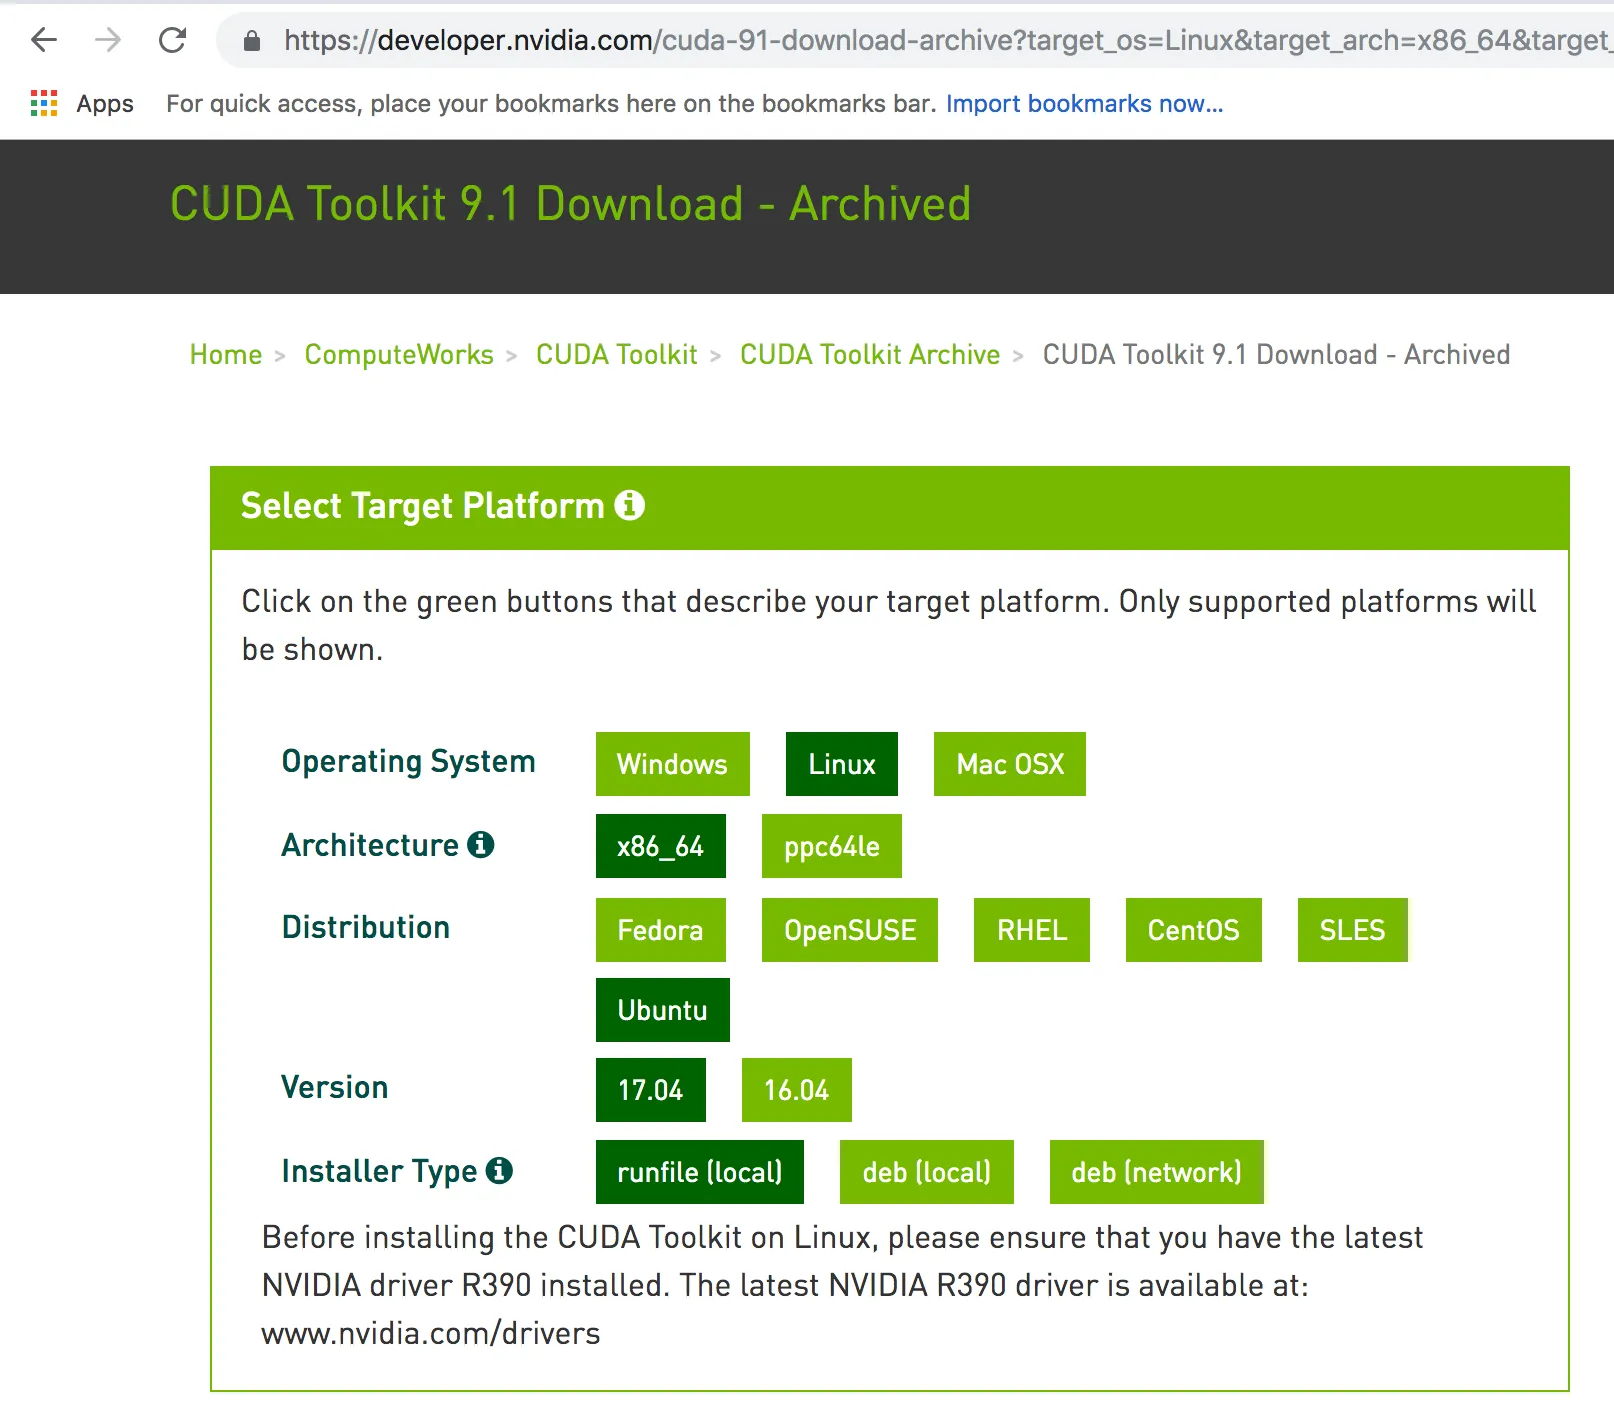 https://developer.nvidia.com/cuda-91-download-archive?target_os=Linux&target_arch=x86_64&target_
Apps For quick access, place your bookmarks here on the bookmarks bar. Import bookmarks now...
CUDA Toolkit 9.1 Download - Archived
Home > ComputeWorks > CUDA Toolkit > CUDA Toolkit Archive > CUDA Toolkit 9.1 Download - Archived
Select Target Platform
Click on the green buttons that describe your target platform. Only supported platforms will
be shown.
Operating System Windows Linux Mac OSX
Architecture x86_64 ppc64le
Distribution Fedora OpenSUSE RHEL CentOS SLES
Ubuntu
Version 17.04 16.04
Installer Type runfile (local) deb (local) deb (network)
Before installing the CUDA Toolkit on Linux, please ensure that you have the latest
NVIDIA driver R390 installed. The latest NVIDIA R390 driver is available at:
www.nvidia.com/drivers